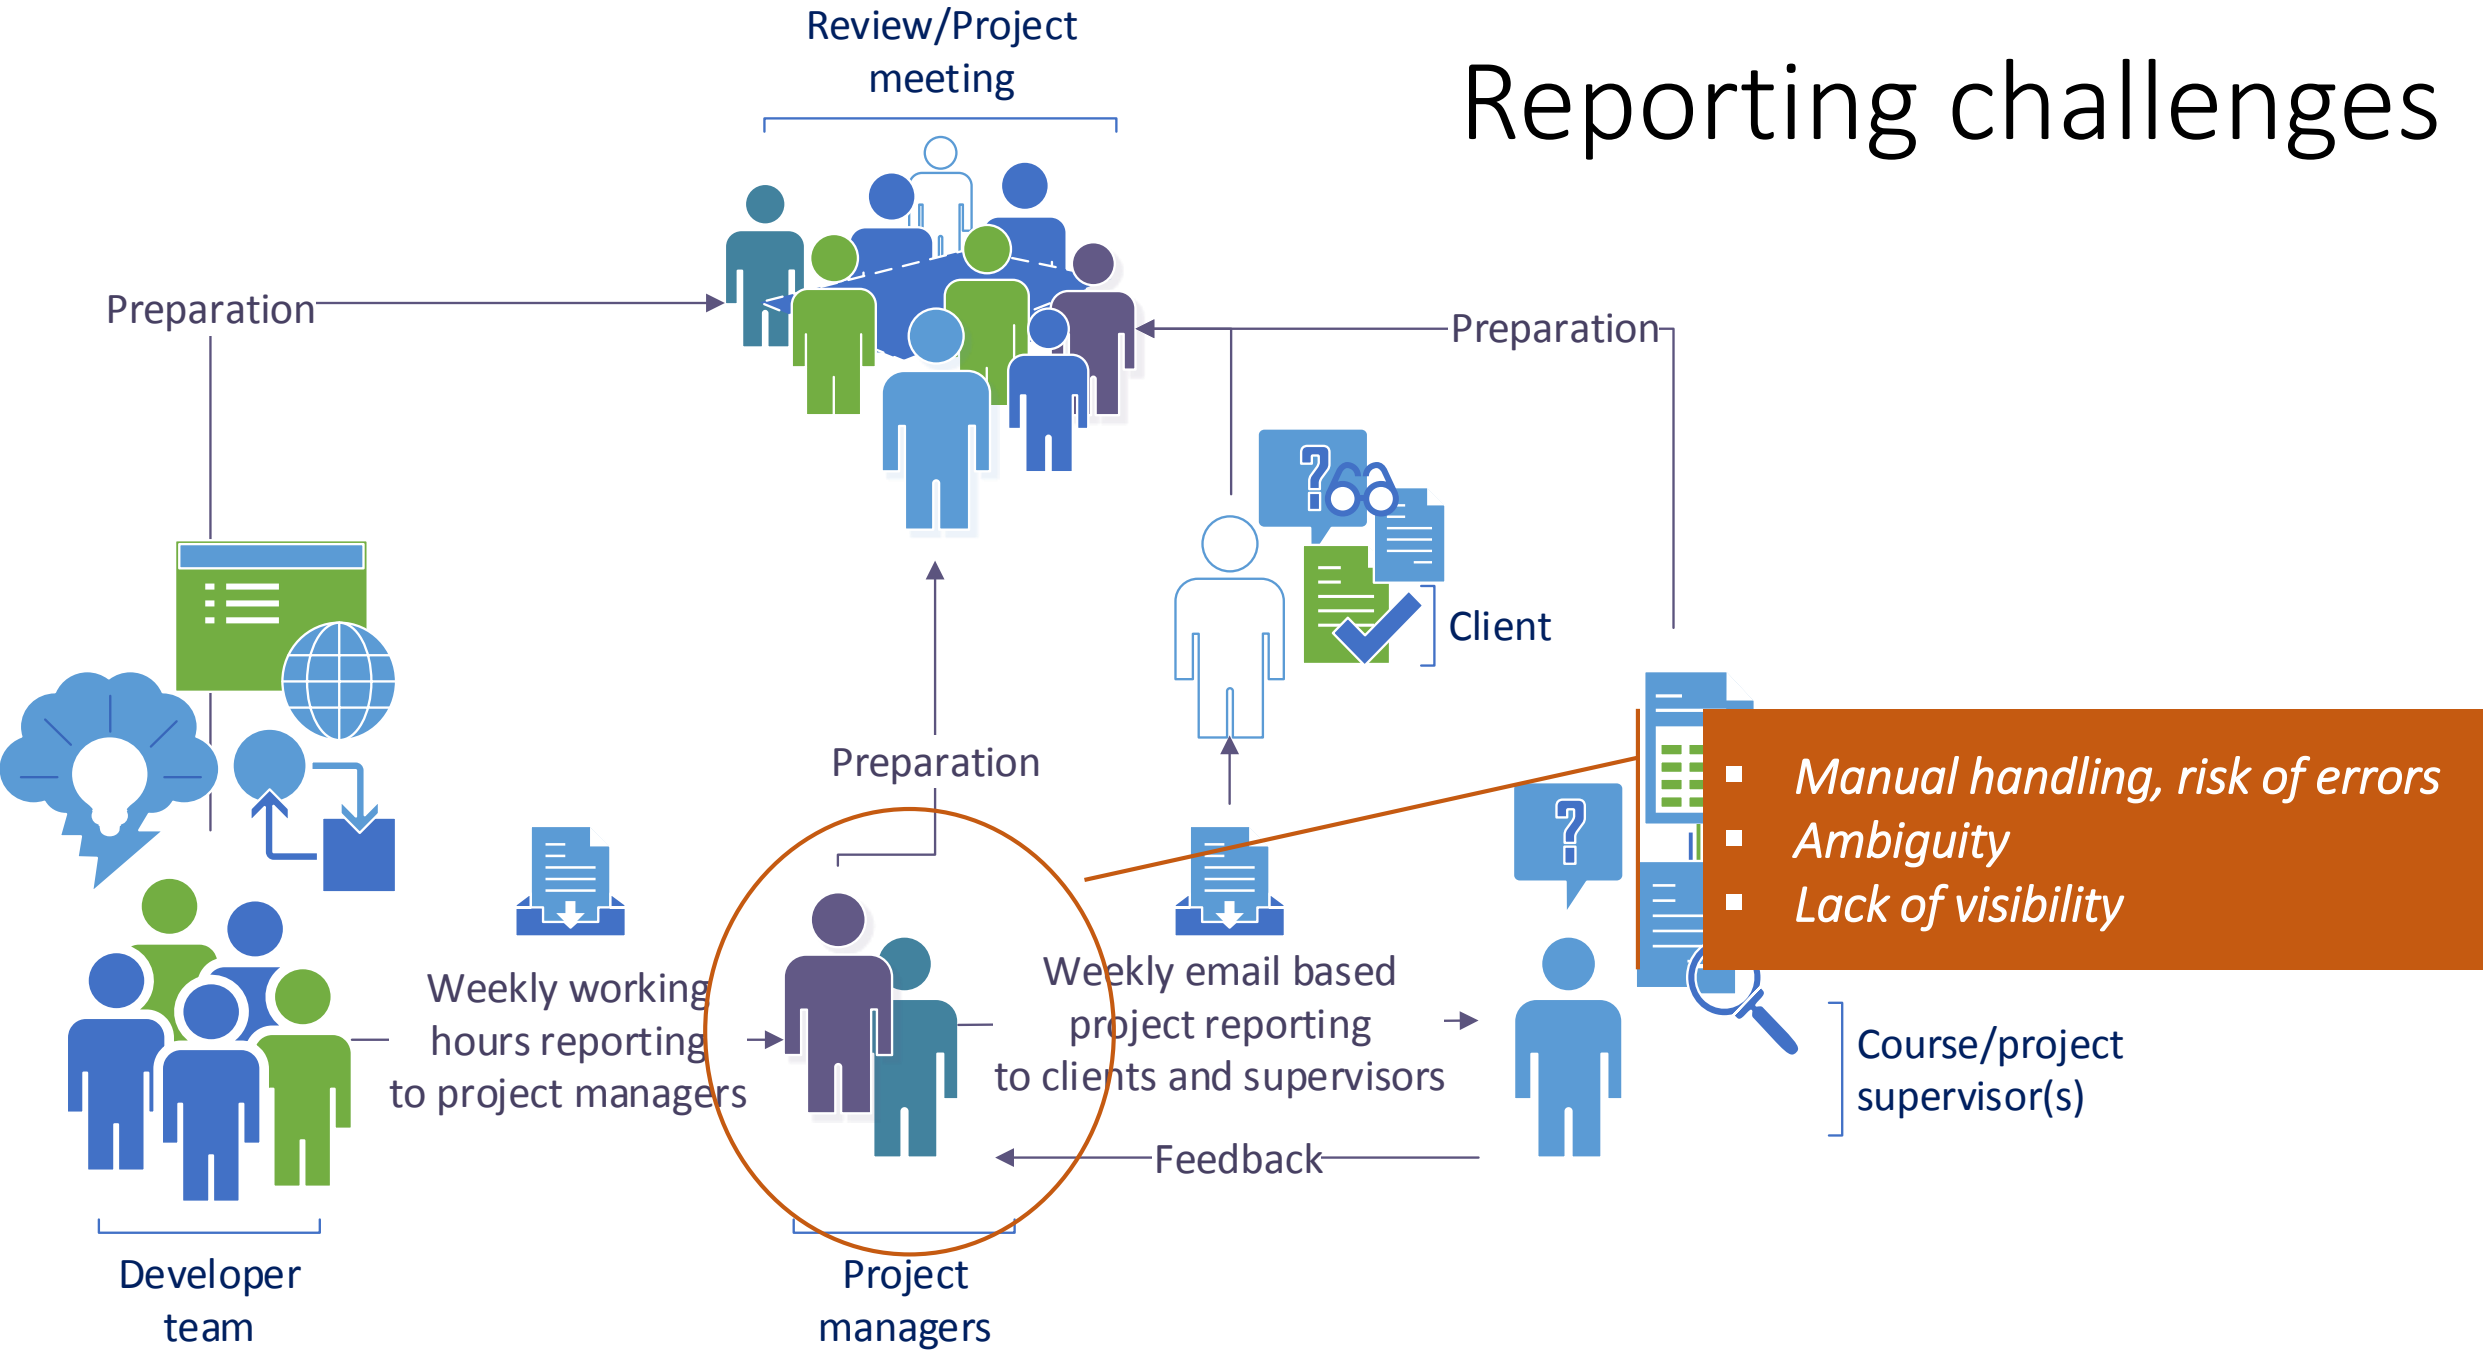 Review/Project
meeting
Reporting challenges
Preparation
Preparation
?
Client
Preparation
?
▪ Manual handling, risk of errors
▪ Ambiguity
▪ Lack of visibility
Weekly working
hours reporting
to project managers
Weekly email based
project reporting
to clients and supervisors
Feedback
Course/project
supervisor(s)
Developer
team
Project
managers